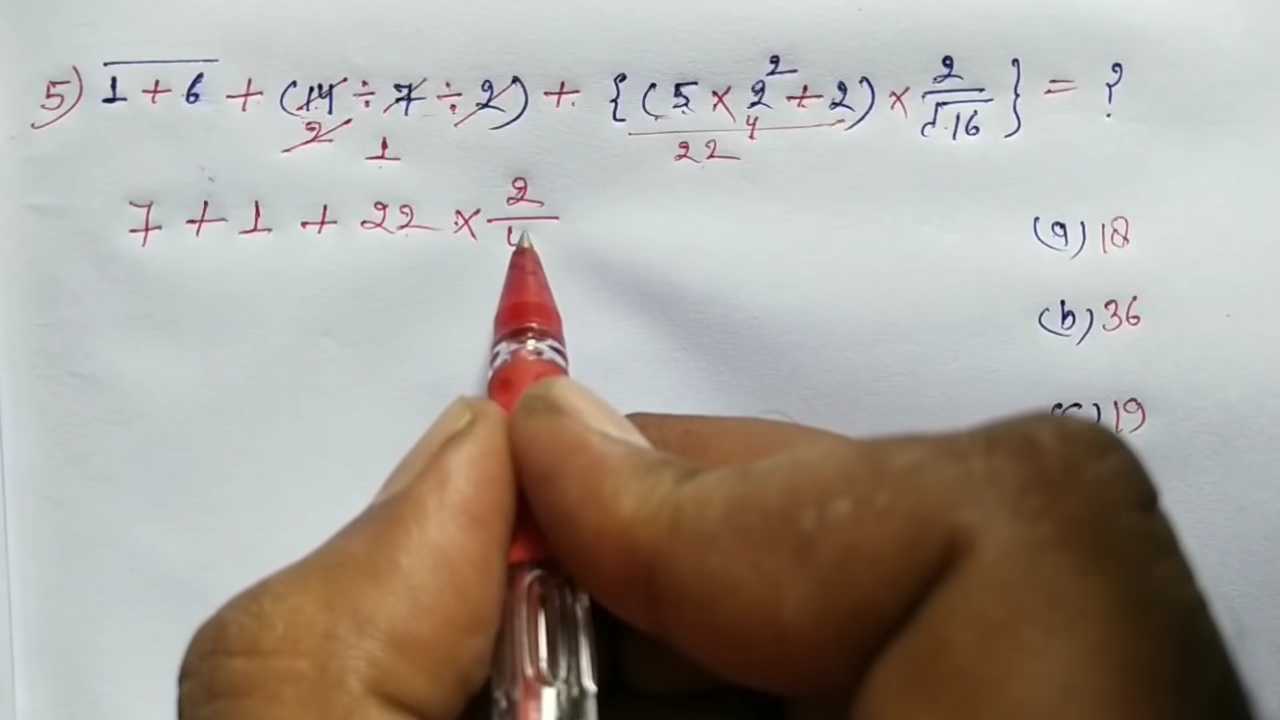 5) 1 + 6 + (14 ÷ 7 ÷ 2) + { (5 × 2² + 2) × 2/√16 } = ?
2 1 4 22
7 + 1 + 22 × 2/4
(a) 18
(b) 36
(c) 19